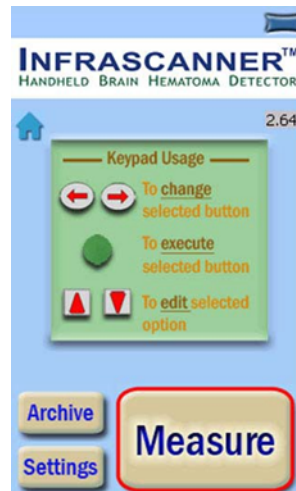 INFRASCANNER™
HANDHELD BRAIN HEMATOMA DETECTOR
2.64
Keypad Usage
To change
selected button
To execute
selected button
To edit selected
option
Archive
Measure
Settings